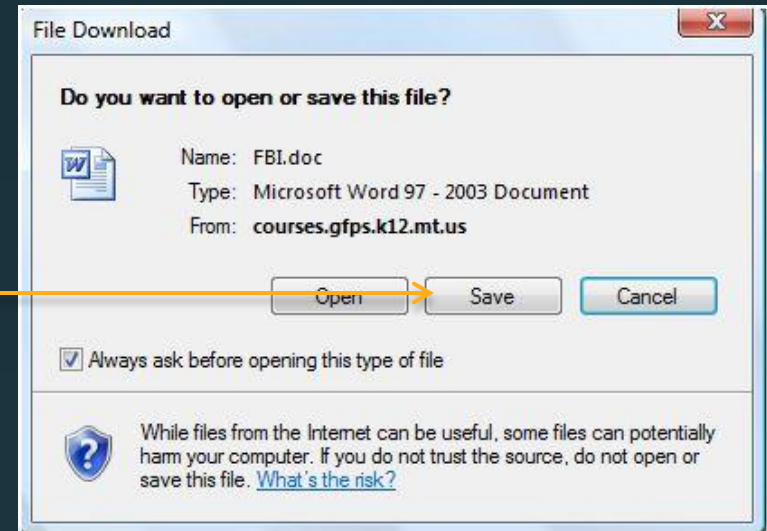 File Download
Do you want to open or save this file?
Name: FBI.doc
Type: Microsoft Word 97 - 2003 Document
From: courses.gfps.k12.mt.us
Open Save Cancel
Always ask before opening this type of file
While files from the Internet can be useful, some files can potentially
harm your computer. If you do not trust the source, do not open or
save this file. What's the risk?